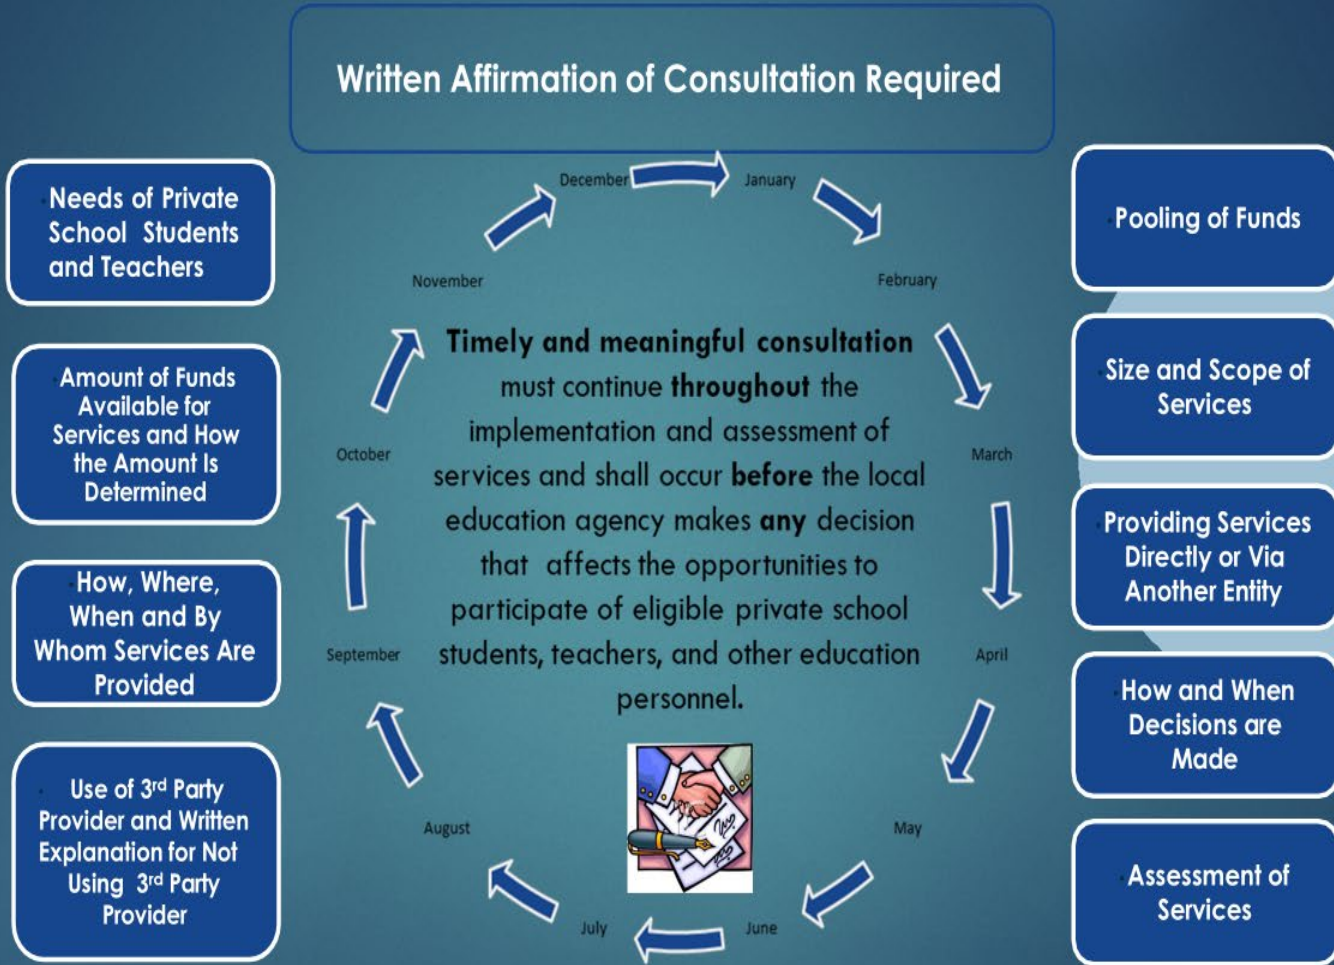 Written Affirmation of Consultation Required
Needs of Private
School Students
and Teachers
Amount of Funds
Available for
Services and How
the Amount Is
Determined
How, Where,
When and By
Whom Services Are
Provided
Use of 3rd Party
Provider and Written
Explanation for Not
Using 3rd Party
Provider
December
January
February
March
April
May
June
July
August
September
October
November
Timely and meaningful consultation
must continue throughout the
implementation and assessment of
services and shall occur before the local
education agency makes any decision
that affects the opportunities to
participate of eligible private school
students, teachers, and other education
personnel.
Pooling of Funds
Size and Scope of
Services
Providing Services
Directly or Via
Another Entity
How and When
Decisions are
Made
Assessment of
Services